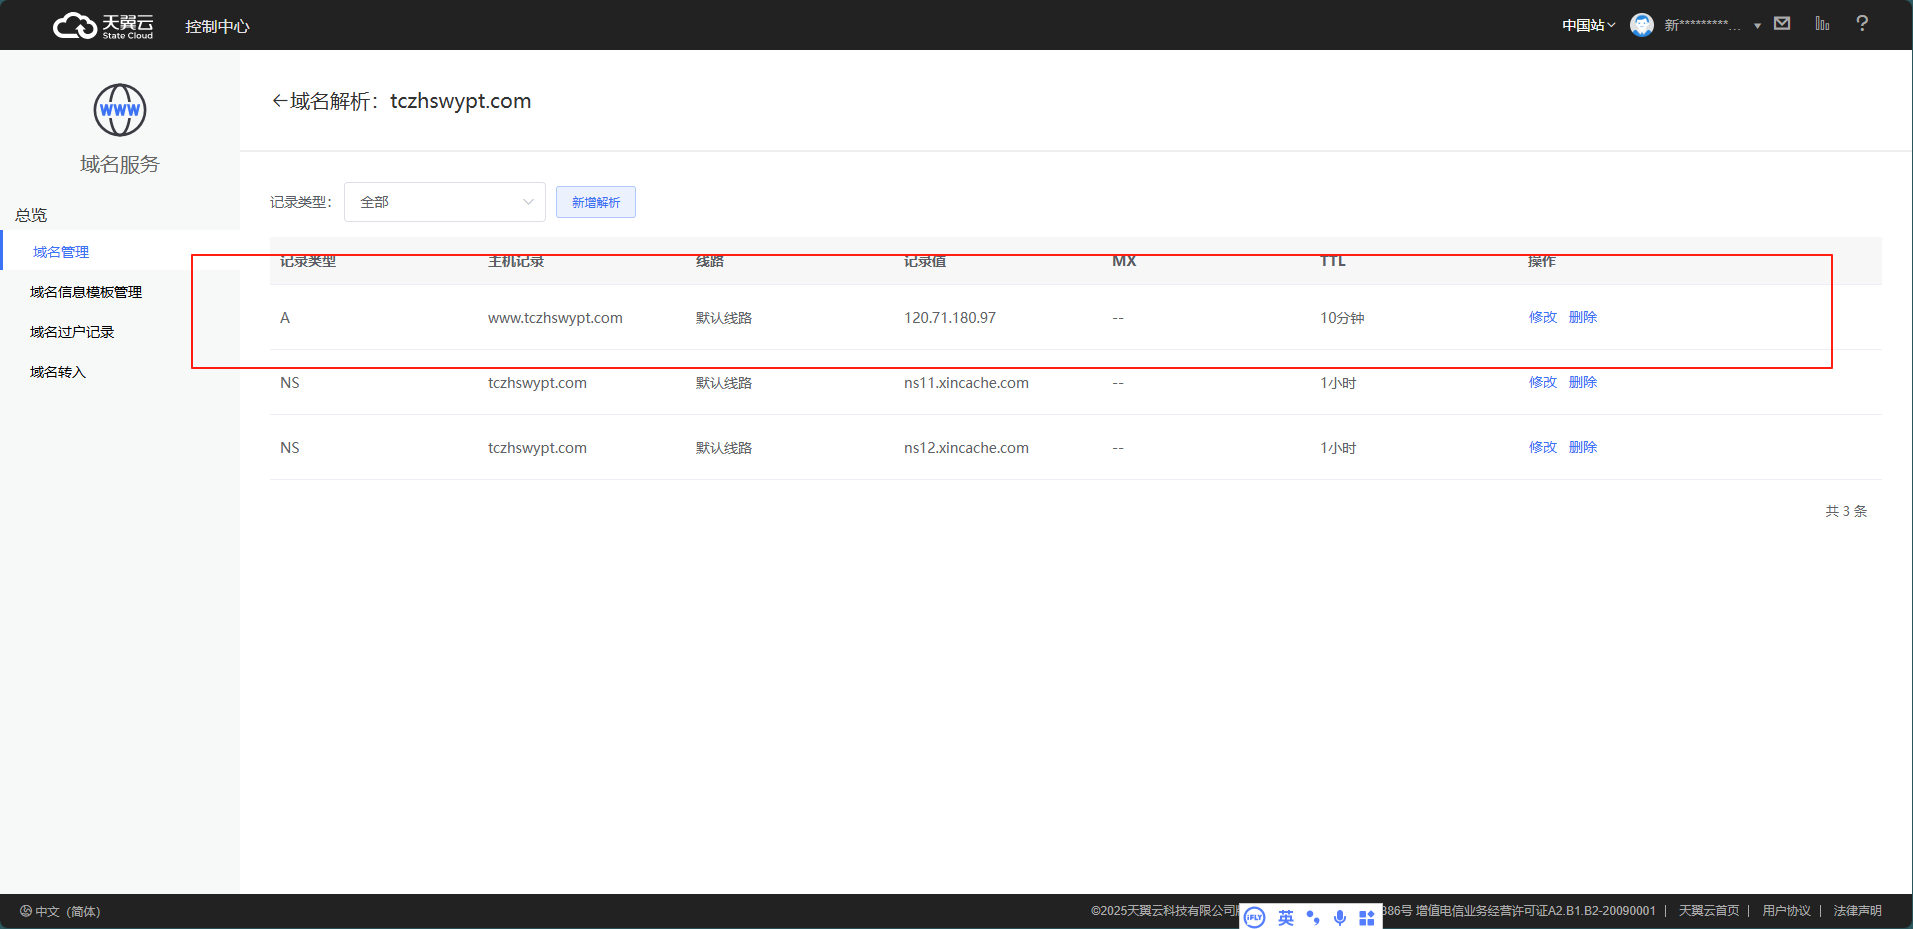 天翼云
State Cloud
控制中心
中国站
新*********...
www
域名服务
总览
域名管理
域名信息模板管理
域名过户记录
域名转入
←域名解析：tczhswypt.com
记录类型： 全部 新增解析
记录类型 主机记录 线路 记录值 MX TTL 操作
A www.tczhswypt.com 默认线路 120.71.180.97 -- 10分钟 修改 删除
NS tczhswypt.com 默认线路 ns11.xincache.com -- 1小时 修改 删除
NS tczhswypt.com 默认线路 ns12.xincache.com -- 1小时 修改 删除
共 3 条
中文（简体）
©2025天翼云科技有限公司 386号 增值电信业务经营许可证A2.B1.B2-20090001 | 天翼云首页 | 用户协议 | 法律声明
iFLY 英